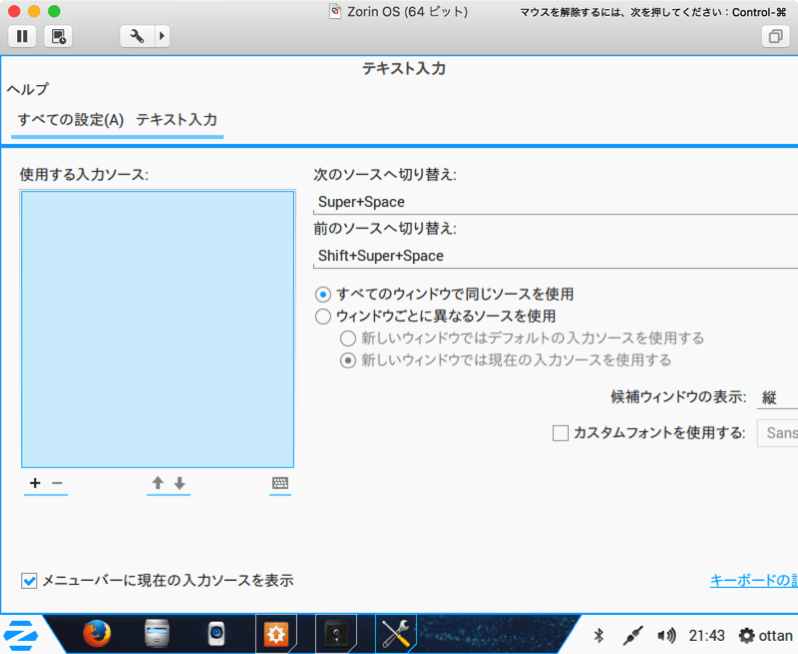 Zorin OS (64 ビット)
マウスを解除するには、次を押してください：Control-⌘
テキスト入力
ヘルプ
すべての設定(A) テキスト入力
使用する入力ソース:
次のソースへ切り替え:
Super+Space
前のソースへ切り替え:
Shift+Super+Space
すべてのウィンドウで同じソースを使用
ウィンドウごとに異なるソースを使用
新しいウィンドウではデフォルトの入力ソースを使用する
新しいウィンドウでは現在の入力ソースを使用する
候補ウィンドウの表示: 縦
カスタムフォントを使用する: Sans
メニューバーに現在の入力ソースを表示
キーボードの設
21:43 ottan